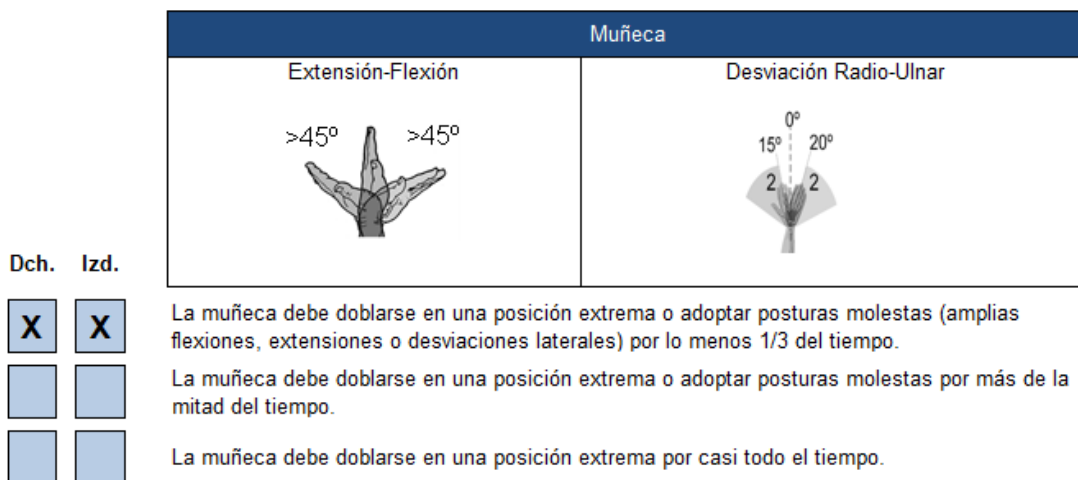 Muñeca
Extensión-Flexión
Desviación Radio-Ulnar
>45º
>45º
0º
15º
20º
2
2
Dch.
Izd.
X
X
La muñeca debe doblarse en una posición extrema o adoptar posturas molestas (amplias
flexiones, extensiones o desviaciones laterales) por lo menos 1/3 del tiempo.
La muñeca debe doblarse en una posición extrema o adoptar posturas molestas por más de la
mitad del tiempo.
La muñeca debe doblarse en una posición extrema por casi todo el tiempo.